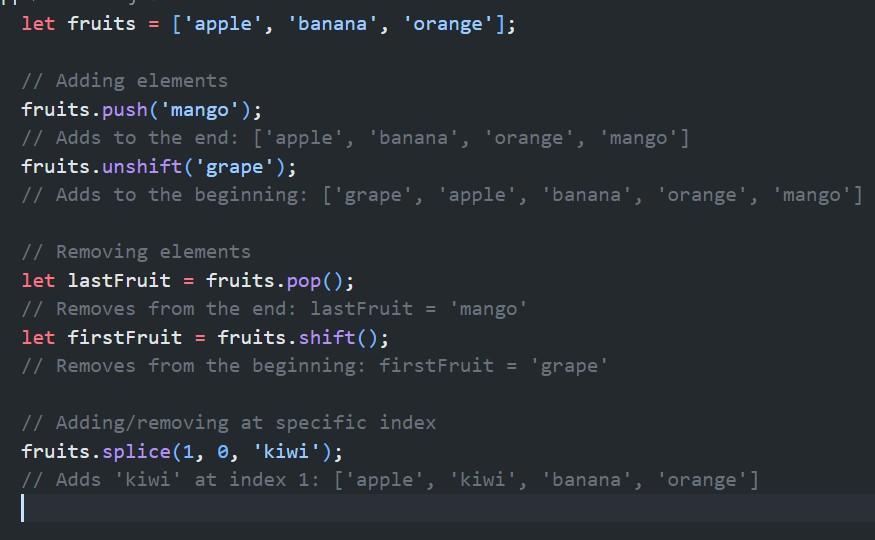 let fruits = ['apple', 'banana', 'orange'];
// Adding elements
fruits.push('mango');
// Adds to the end: ['apple', 'banana', 'orange', 'mango']
fruits.unshift('grape');
// Adds to the beginning: ['grape', 'apple', 'banana', 'orange', 'mango']
// Removing elements
let lastFruit = fruits.pop();
// Removes from the end: lastFruit = 'mango'
let firstFruit = fruits.shift();
// Removes from the beginning: firstFruit = 'grape'
// Adding/removing at specific index
fruits.splice(1, 0, 'kiwi');
// Adds 'kiwi' at index 1: ['apple', 'kiwi', 'banana', 'orange']